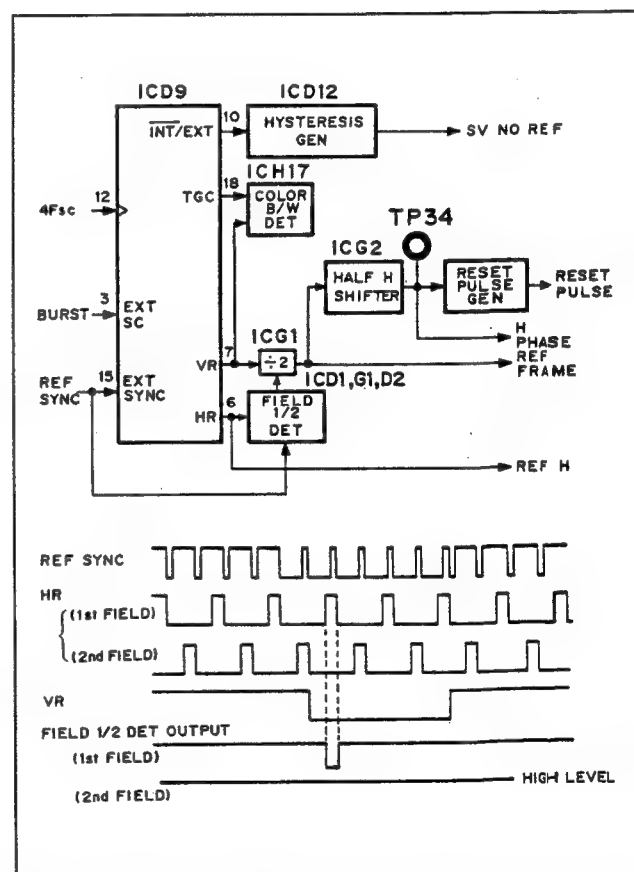 ICD9
ICD12
10
INT/EXT
HYSTERESIS
GEN
SV NO REF
ICH17
18
TGC
COLOR
B/W
DET
12
4Fsc
TP34
ICG2
HALF H
SHIFTER
RESET
PULSE
GEN
RESET
PULSE
3
BURST
EXT
SC
ICG1
H
PHASE
7
VR
÷2
REF
FRAME
ICD1,G1,D2
15
REF
SYNC
EXT
SYNC
6
HR
FIELD
1/2
DET
REF H
REF SYNC
HR
(1st FIELD)
(2nd FIELD)
VR
FIELD 1/2 DET OUTPUT
(1st FIELD)
HIGH LEVEL
(2nd FIELD)